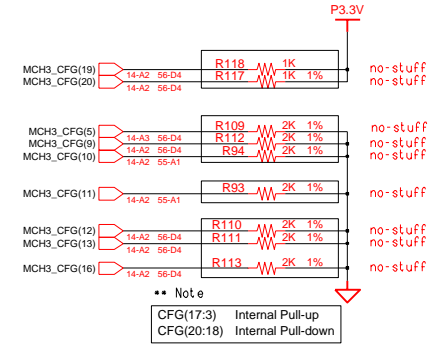 P3.3V
MCH3_CFG(19) 14-A2 56-D4 R118 1K no-stuff
MCH3_CFG(20) 14-A2 56-D4 R117 1K 1% no-stuff
MCH3_CFG(5) 14-A3 56-D4 R109 2K 1% no-stuff
MCH3_CFG(9) 14-A2 56-D4 R112 2K 1% no-stuff
MCH3_CFG(10) 14-A2 55-A1 R94 2K 1% no-stuff
MCH3_CFG(11) 14-A2 55-A1 R93 2K 1% no-stuff
MCH3_CFG(12) 14-A2 56-D4 R110 2K 1% no-stuff
MCH3_CFG(13) 14-A2 56-D4 R111 2K 1% no-stuff
MCH3_CFG(16) 14-A2 56-D4 R113 2K 1% no-stuff
** Note
CFG(17:3) Internal Pull-up
CFG(20:18) Internal Pull-down